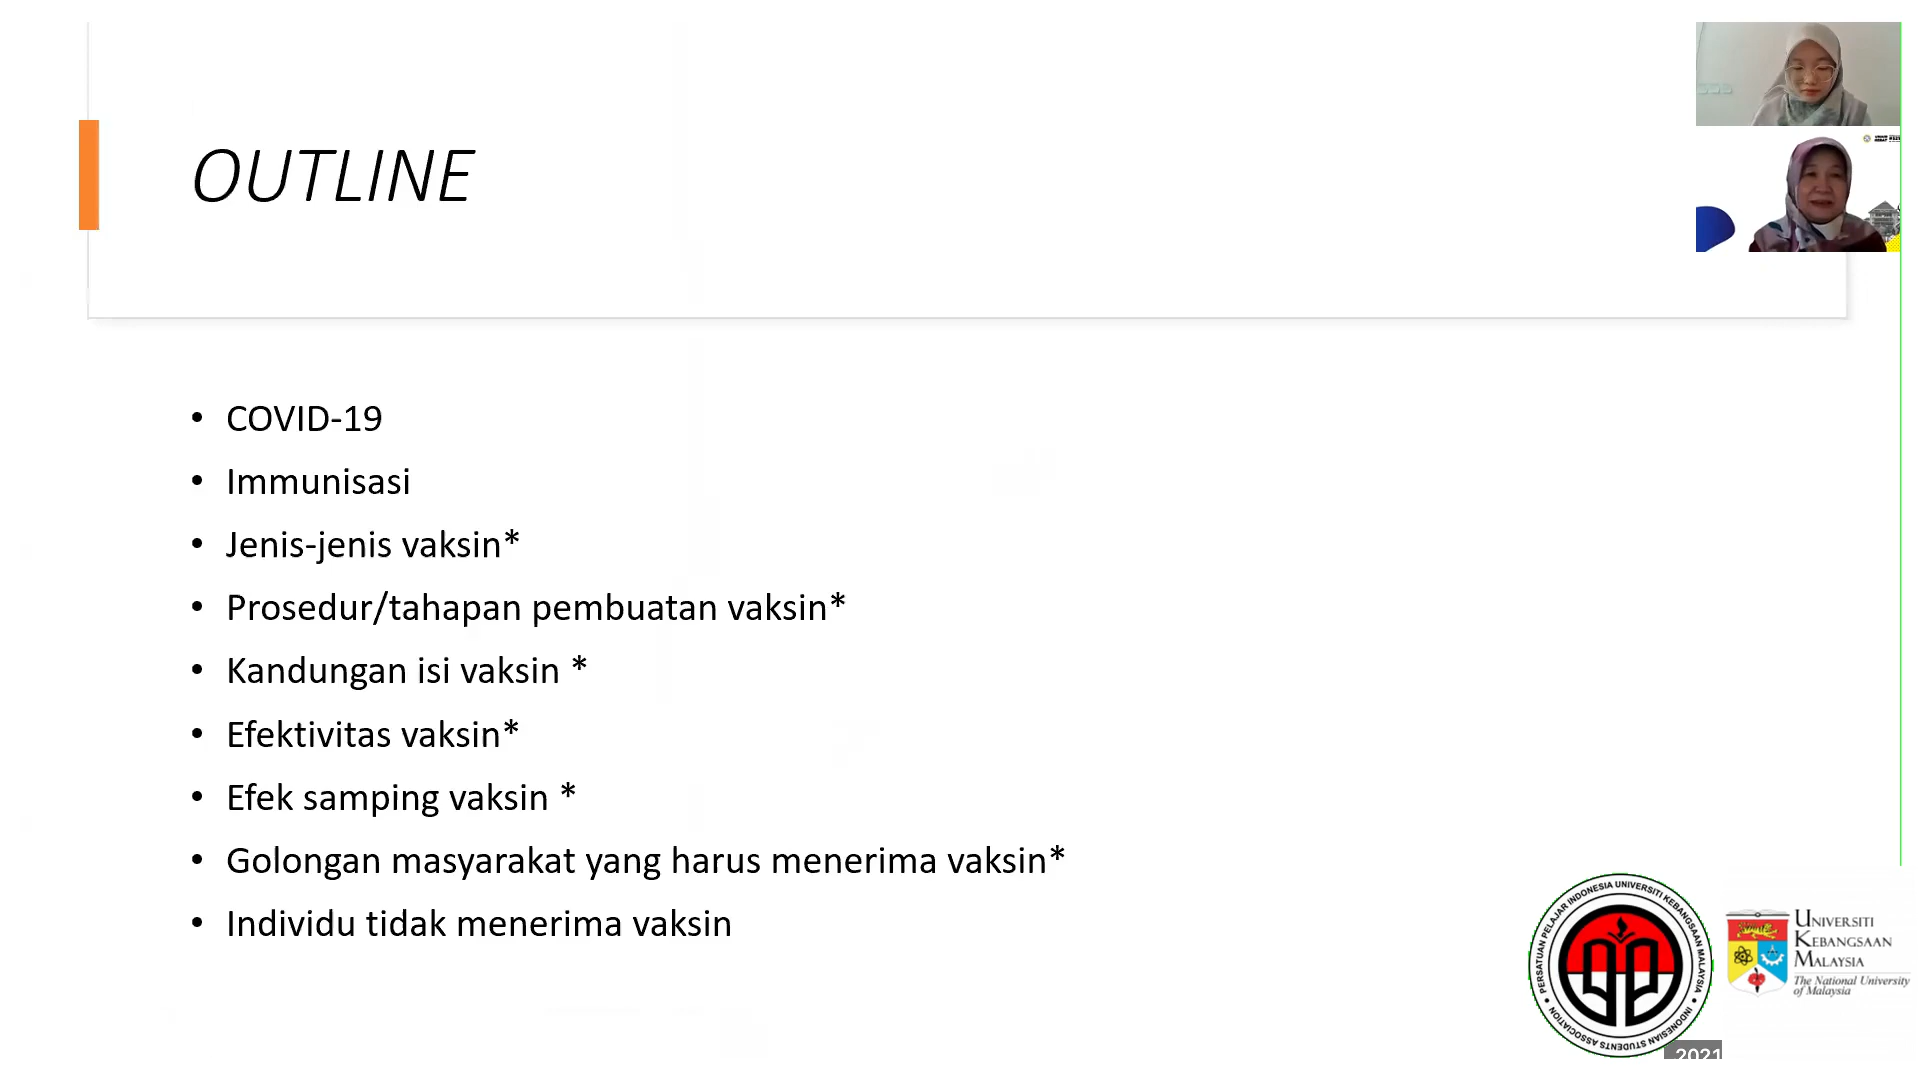 OUTLINE
• COVID-19
• Immunisasi
• Jenis-jenis vaksin*
• Prosedur/tahapan pembuatan vaksin*
• Kandungan isi vaksin *
• Efektivitas vaksin*
• Efek samping vaksin *
• Golongan masyarakat yang harus menerima vaksin*
• Individu tidak menerima vaksin
PERSATUAN PELAJAR INDONESIA UNIVERSITI KEBANGSAAN MALAYSIA
INDONESIAN STUDENTS ASSOCIATION
UNIVERSITI
KEBANGSAAN
MALAYSIA
The National University
of Malaysia
2021